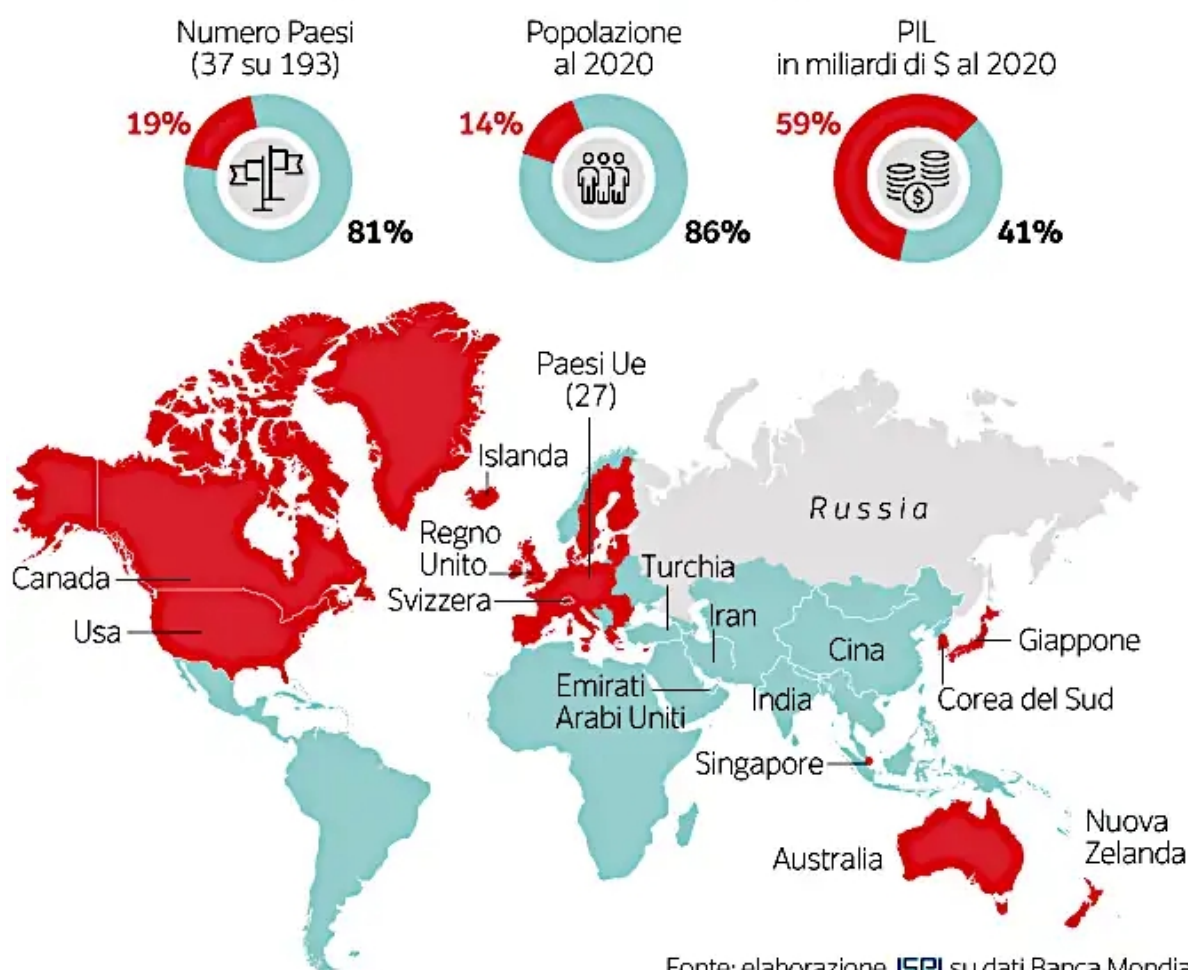 Numero Paesi
(37 su 193)
19%
81%
Popolazione
al 2020
14%
86%
PIL
in miliardi di $ al 2020
59%
$
41%
Paesi Ue
(27)
Islanda
Russia
Regno
Unito
Turchia
Canada
Svizzera
Iran
Usa
Cina
Giappone
Emirati
Arabi Uniti
India
Corea del Sud
Singapore
Nuova
Zelanda
Australia
Fonte: elaborazione ISPI su dati Banca